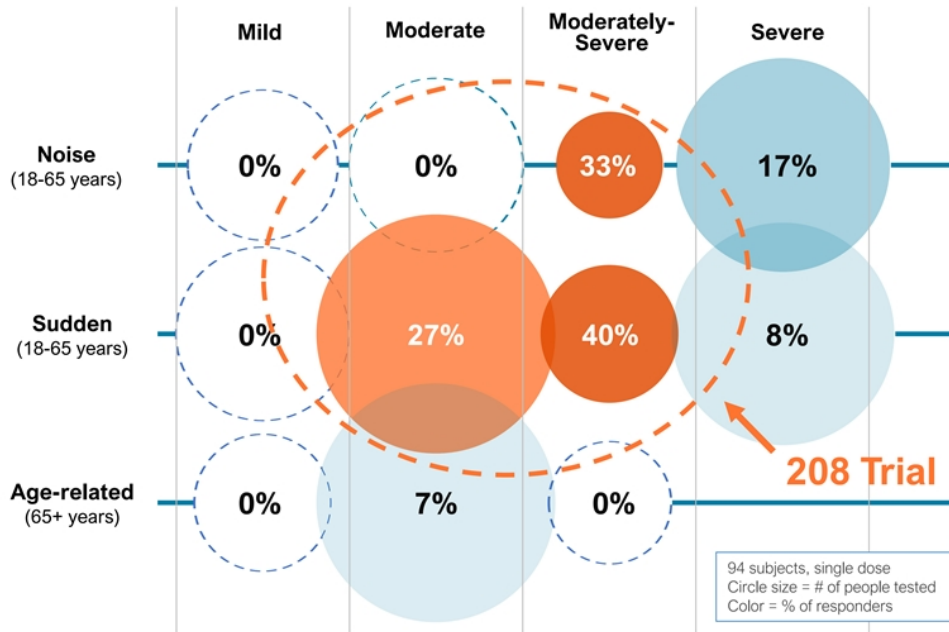 Mild
Moderate
Moderately-
Severe
Severe
Noise
(18-65 years)
0%
0%
33%
17%
Sudden
(18-65 years)
0%
27%
40%
8%
Age-related
(65+ years)
0%
7%
0%
208 Trial
94 subjects, single dose
Circle size = # of people tested
Color = % of responders